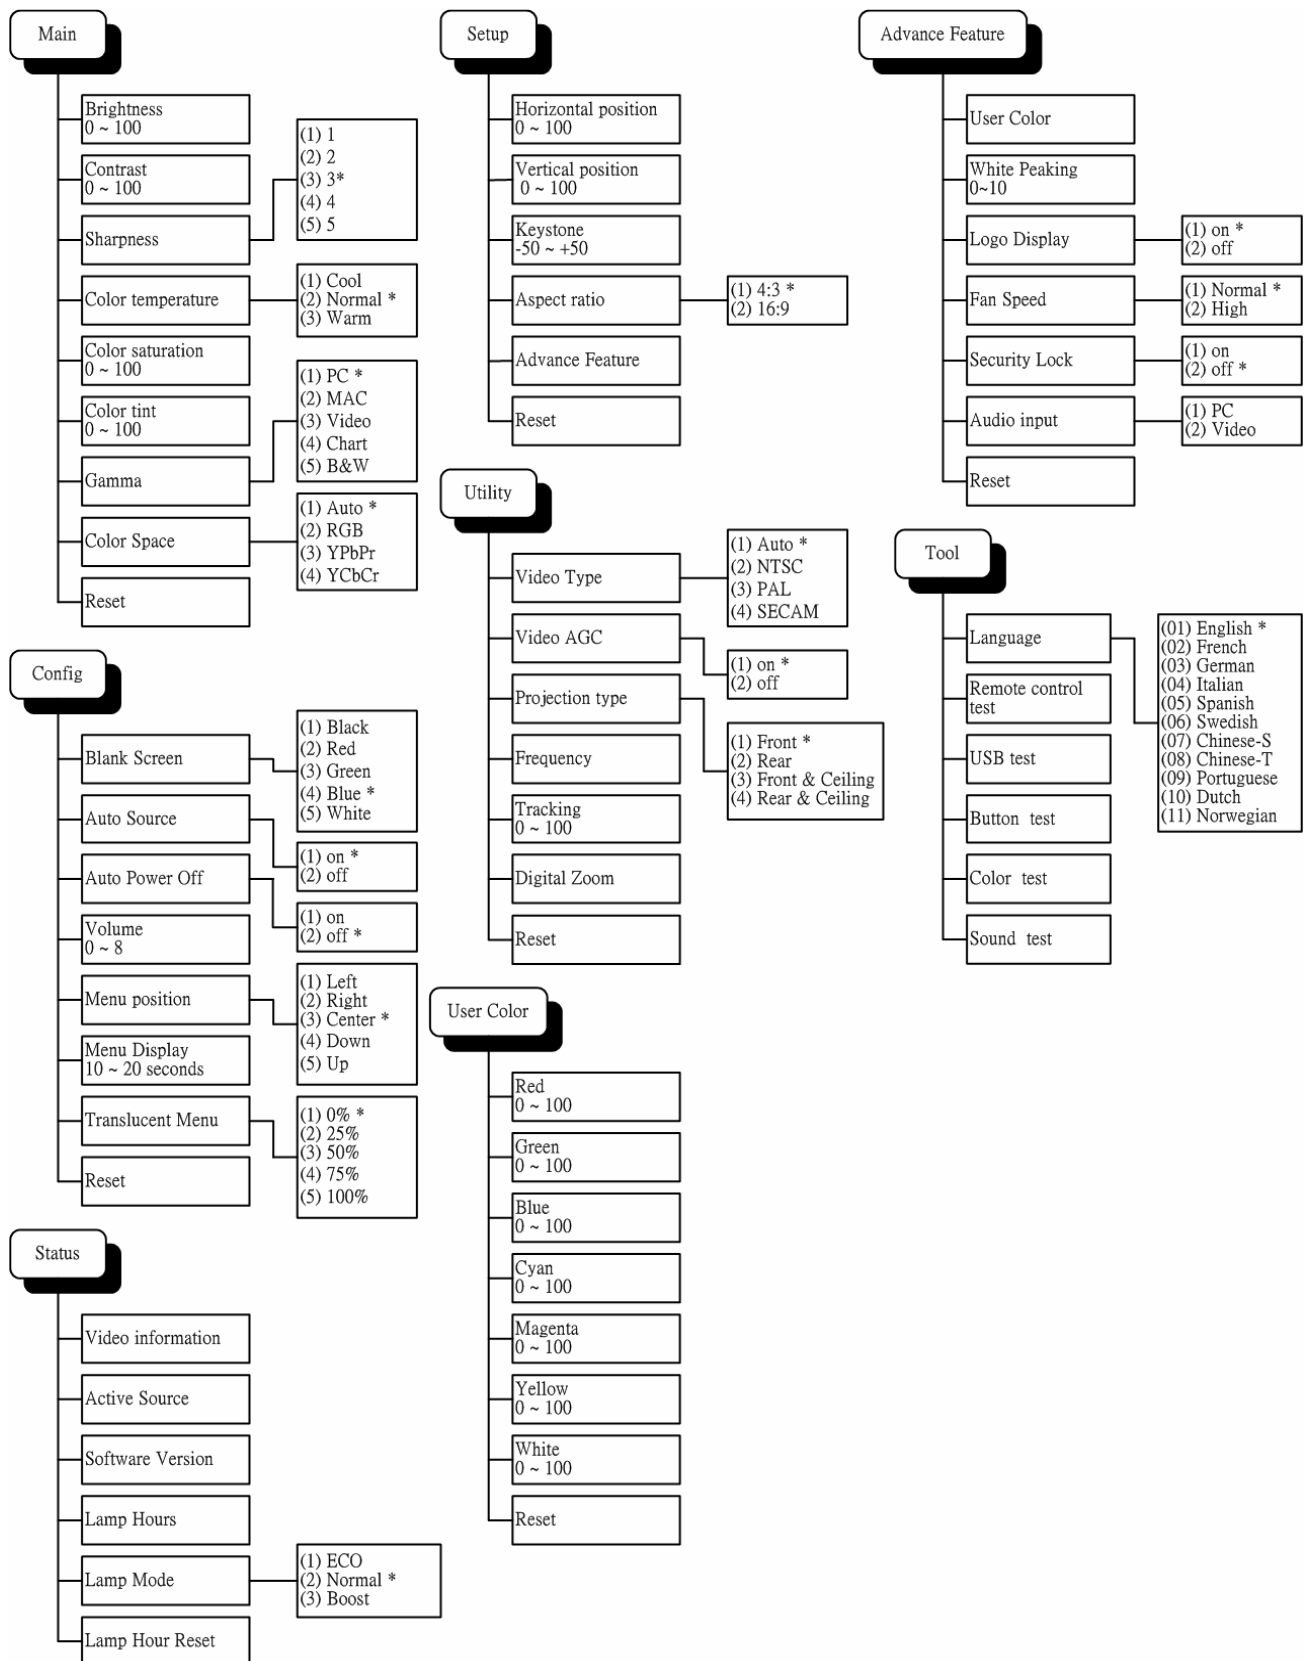 Main
Brightness
0 ~ 100
Contrast
0 ~ 100
Sharpness
(1) 1
(2) 2
(3) 3*
(4) 4
(5) 5
Color temperature
(1) Cool
(2) Normal *
(3) Warm
Color saturation
0 ~ 100
Color tint
0 ~ 100
Gamma
(1) PC *
(2) MAC
(3) Video
(4) Chart
(5) B&W
Color Space
(1) Auto *
(2) RGB
(3) YPbPr
(4) YCbCr
Reset
Config
Blank Screen
(1) Black
(2) Red
(3) Green
(4) Blue *
(5) White
Auto Source
(1) on *
(2) off
Auto Power Off
(1) on
(2) off *
Volume
0 ~ 8
Menu position
(1) Left
(2) Right
(3) Center *
(4) Down
(5) Up
Menu Display
10 ~ 20 seconds
Translucent Menu
(1) 0% *
(2) 25%
(3) 50%
(4) 75%
(5) 100%
Reset
Status
Video information
Active Source
Software Version
Lamp Hours
Lamp Mode
(1) ECO
(2) Normal *
(3) Boost
Lamp Hour Reset
Setup
Horizontal position
0 ~ 100
Vertical position
0 ~ 100
Keystone
-50 ~ +50
Aspect ratio
(1) 4:3 *
(2) 16:9
Advance Feature
Reset
Utility
Video Type
(1) Auto *
(2) NTSC
(3) PAL
(4) SECAM
Video AGC
(1) on *
(2) off
Projection type
(1) Front *
(2) Rear
(3) Front & Ceiling
(4) Rear & Ceiling
Frequency
Tracking
0 ~ 100
Digital Zoom
Reset
User Color
Red
0 ~ 100
Green
0 ~ 100
Blue
0 ~ 100
Cyan
0 ~ 100
Magenta
0 ~ 100
Yellow
0 ~ 100
White
0 ~ 100
Reset
Advance Feature
User Color
White Peaking
0~10
Logo Display
(1) on *
(2) off
Fan Speed
(1) Normal *
(2) High
Security Lock
(1) on
(2) off *
Audio input
(1) PC
(2) Video
Reset
Tool
Language
(01) English *
(02) French
(03) German
(04) Italian
(05) Spanish
(06) Swedish
(07) Chinese-S
(08) Chinese-T
(09) Portuguese
(10) Dutch
(11) Norwegian
Remote control
test
USB test
Button test
Color test
Sound test